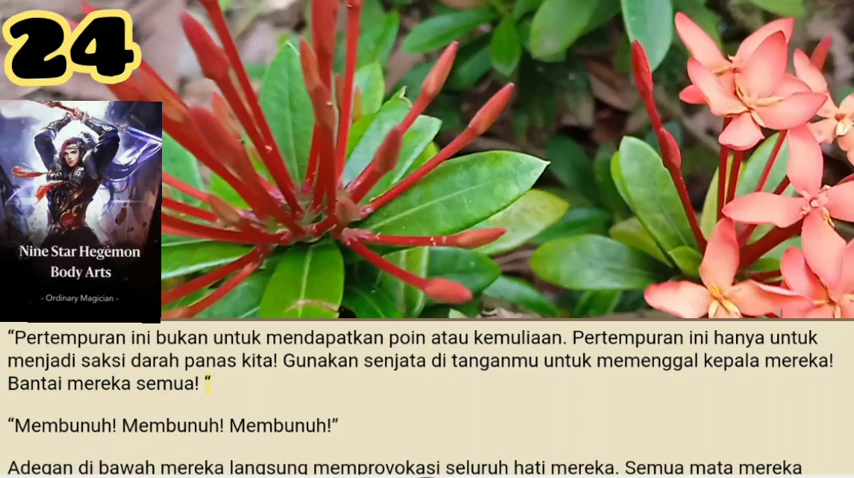 24
Nine Star Hegemon
Body Arts
- Ordinary Magician -
“Pertempuran ini bukan untuk mendapatkan poin atau kemuliaan. Pertempuran ini hanya untuk
menjadi saksi darah panas kita! Gunakan senjata di tanganmu untuk memenggal kepala mereka!
Bantai mereka semua! “
“Membunuh! Membunuh! Membunuh!”
Adegan di bawah mereka langsung memprovokasi seluruh hati mereka. Semua mata mereka